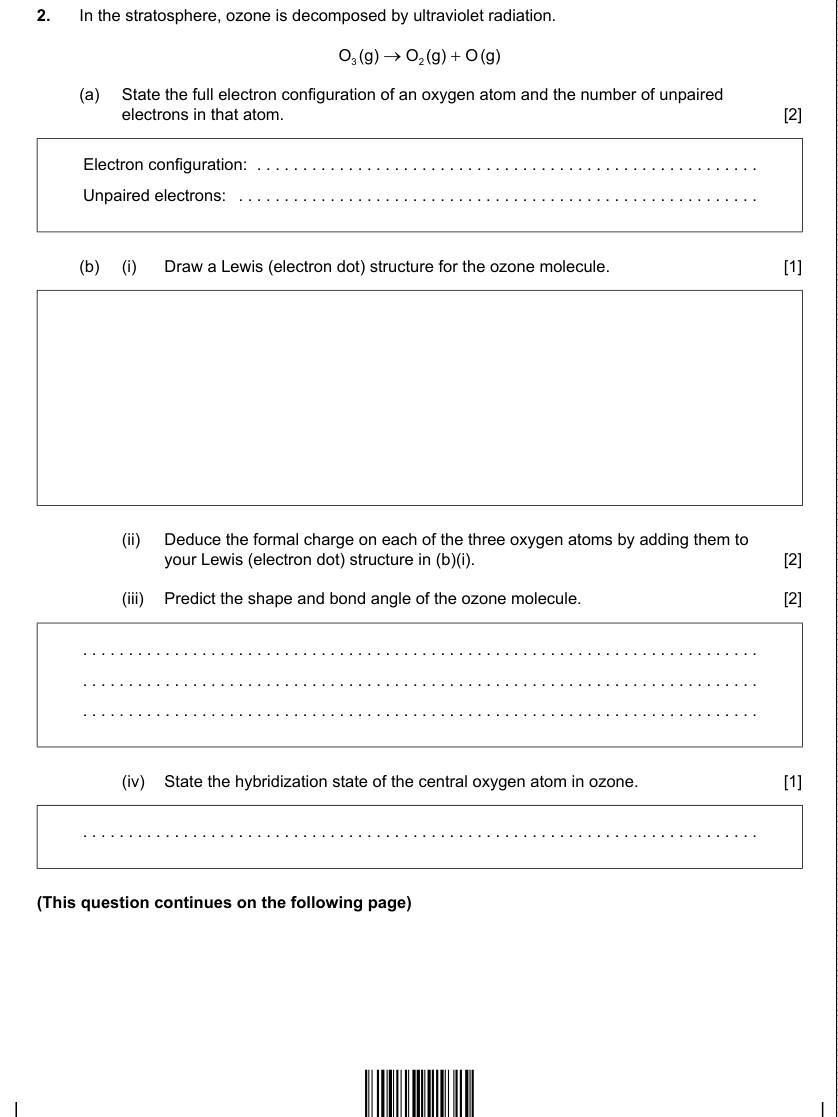 2. In the stratosphere, ozone is decomposed by ultraviolet radiation.
O₃(g) → O₂(g) + O(g)
(a) State the full electron configuration of an oxygen atom and the number of unpaired
electrons in that atom. [2]
Electron configuration: . . . . . . . . . . . . . . . . . . . . . . . . . . . . . . . . . . . . . . . . . . . . . . . . . . . . . . .
Unpaired electrons: . . . . . . . . . . . . . . . . . . . . . . . . . . . . . . . . . . . . . . . . . . . . . . . . . . . . . . . . .
(b) (i) Draw a Lewis (electron dot) structure for the ozone molecule. [1]
(ii) Deduce the formal charge on each of the three oxygen atoms by adding them to
your Lewis (electron dot) structure in (b)(i). [2]
(iii) Predict the shape and bond angle of the ozone molecule. [2]
(iv) State the hybridization state of the central oxygen atom in ozone. [1]
(This question continues on the following page)